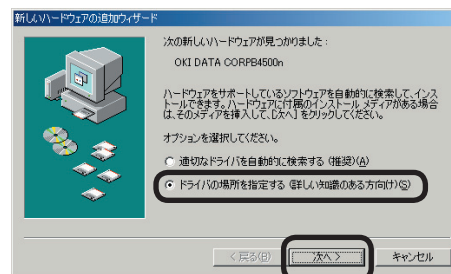 新しいハードウェアの追加ウィザード
次の新しいハードウェアが見つかりました :
OKI DATA CORPB4500n
ハードウェアをサポートしているソフトウェアを自動的に検索して、インス
トールできます。ハードウェアに付属のインストール メディアがある場合
は、そのメディアを挿入して、[次へ] をクリックしてください。
オプションを選択してください。
適切なドライバを自動的に検索する (推奨)(A)
ドライバの場所を指定する (詳しい知識のある方向け)(S)
< 戻る(B)
次へ >
キャンセル